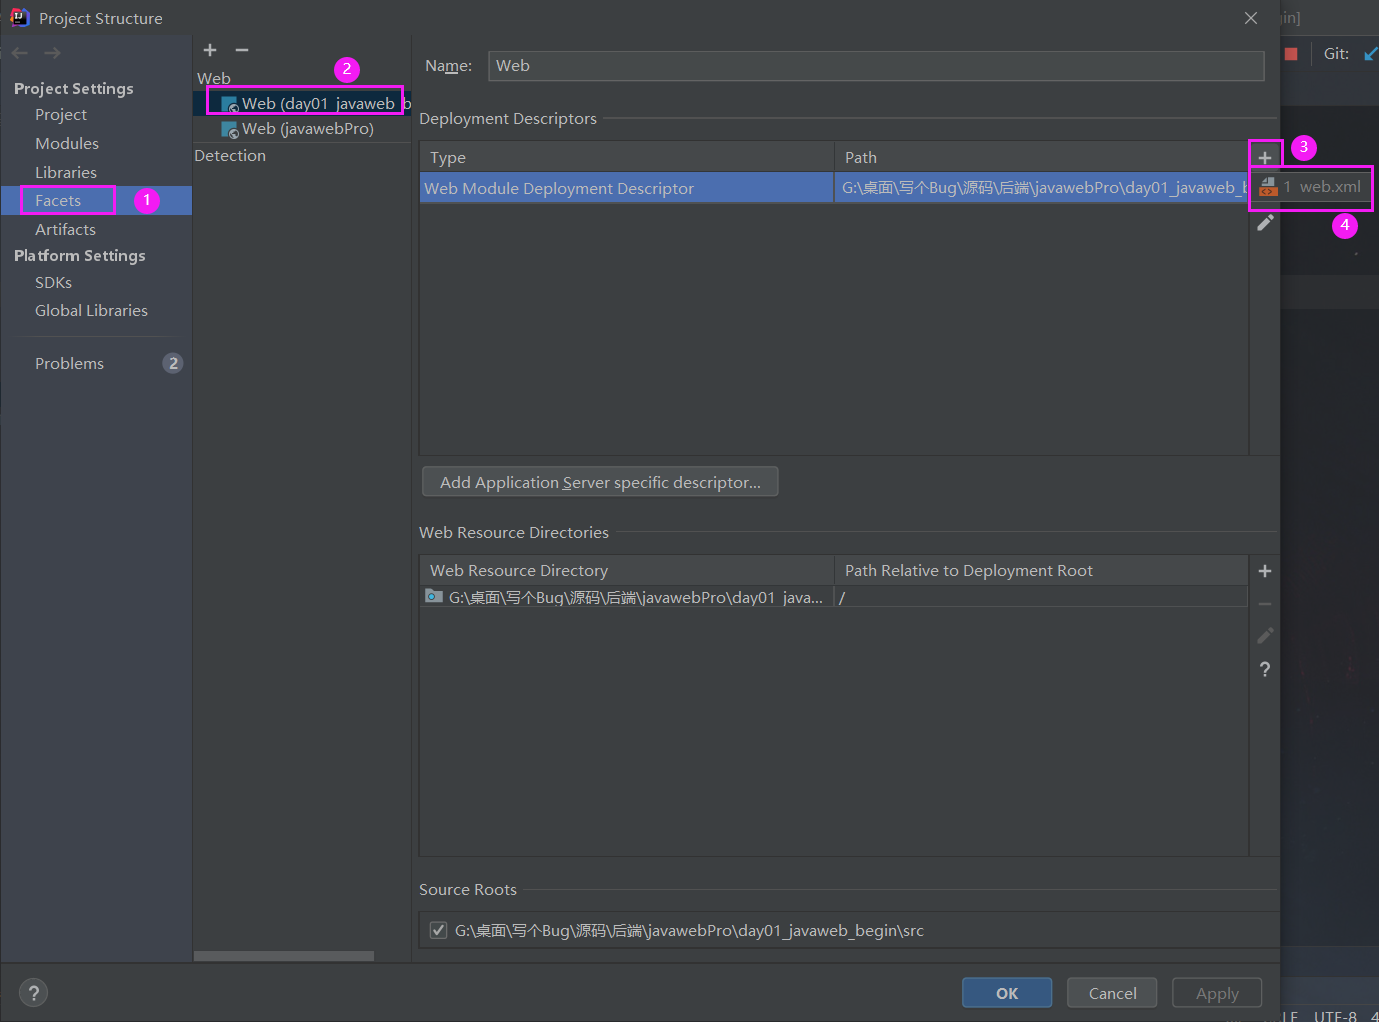 Project Structure
in]
Git:
Project Settings
Project
Modules
Libraries
Facets
1
Artifacts
Platform Settings
SDKs
Global Libraries
Problems
2
Web
2
Web (day01_javaweb_b
Web (javawebPro)
Detection
Name:
Web
Deployment Descriptors
Type
Path
3
Web Module Deployment Descriptor
G:\桌面\写个Bug\源码\后端\javawebPro\day01_javaweb_b
1 web.xml
4
Add Application Server specific descriptor...
Web Resource Directories
Web Resource Directory
Path Relative to Deployment Root
G:\桌面\写个Bug\源码\后端\javawebPro\day01_java...
/
?
Source Roots
G:\桌面\写个Bug\源码\后端\javawebPro\day01_javaweb_begin\src
?
OK
Cancel
Apply
UTF-8
4